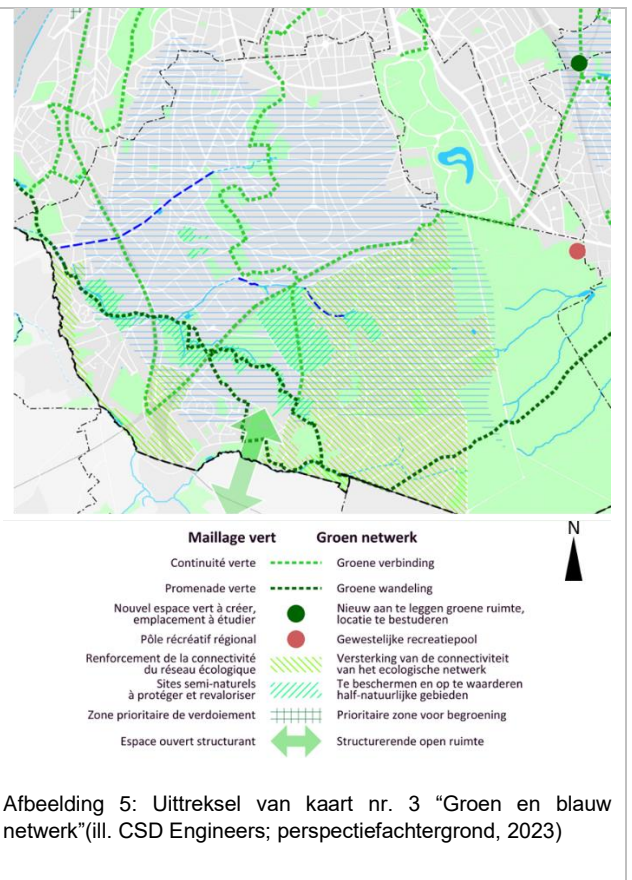 N
Maillage vert Groen netwerk
Continuité verte Groene verbinding
Promenade verte Groene wandeling
Nouvel espace vert à créer, Nieuw aan te leggen groene ruimte,
emplacement à étudier locatie te bestuderen
Pôle récréatif régional Gewestelijke recreatiepool
Renforcement de la connectivité Versterking van de connectiviteit
du réseau écologique van het ecologische netwerk
Sites semi-naturels Te beschermen en op te waarderen
à protéger et revaloriser half-natuurlijke gebieden
Zone prioritaire de verdoiement Prioritaire zone voor begroening
Espace ouvert structurant Structurerende open ruimte
Afbeelding 5: Uittreksel van kaart nr. 3 “Groen en blauw
netwerk”(ill. CSD Engineers; perspectiefachtergrond, 2023)